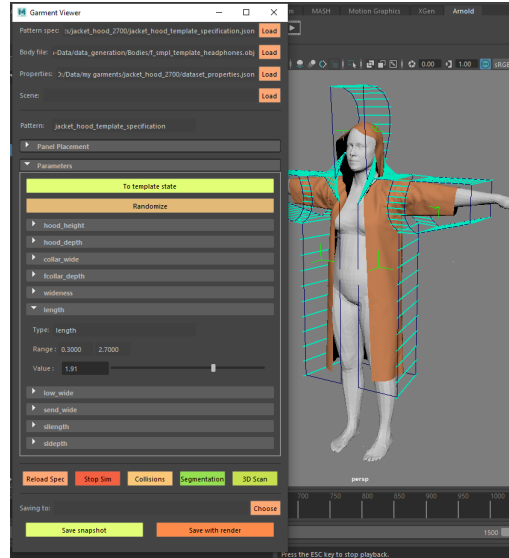 Garment Viewer
Pattern spec: :s/jacket_hood_2700/jacket_hood_template_specification.json Load
Body file: -Data/data_generation/Bodies/f_smpl_template_headphones.obj Load
Properties: D:/Data/my garments/jacket_hood_2700/dataset_properties.json Load
Scene: Load
Pattern: jacket_hood_template_specification
Panel Placement
Parameters
To template state
Randomize
hood_height
hood_depth
collar_wide
fcollar_depth
wideness
length
Type: length
Range : 0.3000 2.7000
Value : 1.91
low_wide
send_wide
sllength
sldepth
Reload Spec Stop Sim Collisions Segmentation 3D Scan
Saving to: Choose
Save snapshot Save with render
MASH Motion Graphics XGen Arnold
0.00 1.00 sRGB
persp
700 750 800 850 900 950 1000
1500
Press the ESC key to stop playback.